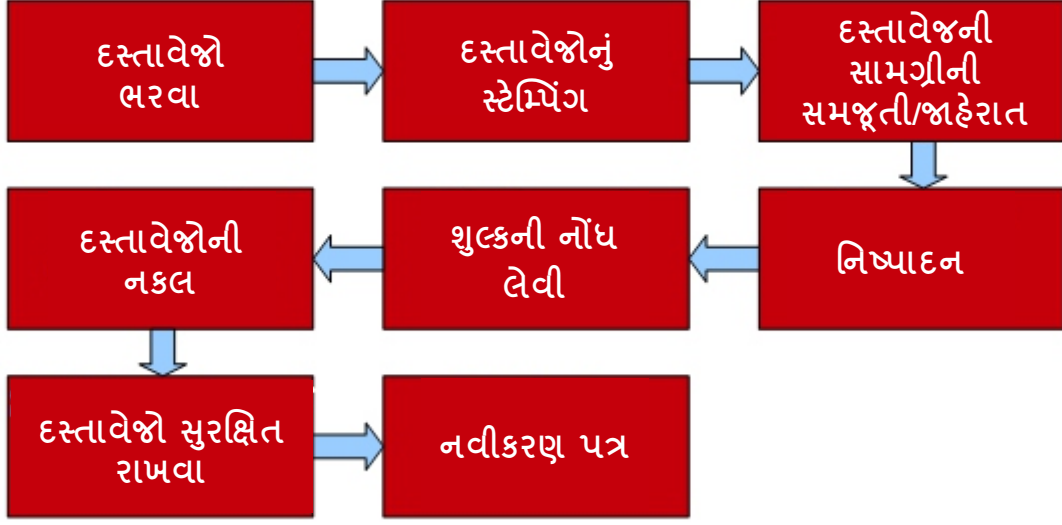 દસ્તાવેજો
ભરવા
દસ્તાવેજોનું
સ્ટેમ્પિંગ
દસ્તાવેજની
સામગ્રીની
સમજૂતી/જાહેરાત
નિષ્પાદન
શુલ્કની નોંધ
લેવી
દસ્તાવેજોની
નકલ
દસ્તાવેજો સુરક્ષિત
રાખવા
નવીકરણ પત્ર